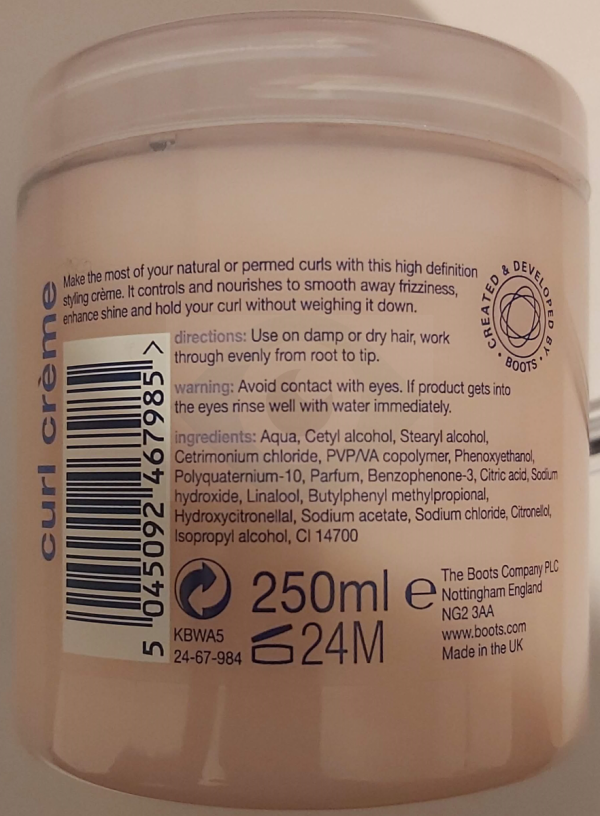 curl crème
Make the most of your natural or permed curls with this high definition
styling crème. It controls and nourishes to smooth away frizziness,
enhance shine and hold your curl without weighing it down.
CREATED & DEVELOPED BY • BOOTS •
directions: Use on damp or dry hair, work
through evenly from root to tip.
warning: Avoid contact with eyes. If product gets into
the eyes rinse well with water immediately.
ingredients: Aqua, Cetyl alcohol, Stearyl alcohol,
Cetrimonium chloride, PVP/VA copolymer, Phenoxyethanol,
Polyquaternium-10, Parfum, Benzophenone-3, Citric acid, Sodium
hydroxide, Linalool, Butylphenyl methylpropional,
Hydroxycitronellal, Sodium acetate, Sodium chloride, Citronellol,
Isopropyl alcohol, CI 14700
5 045092 467985 >
KBWA5
24-67-984
250ml e
24M
The Boots Company PLC
Nottingham England
NG2 3AA
www.boots.com
Made in the UK